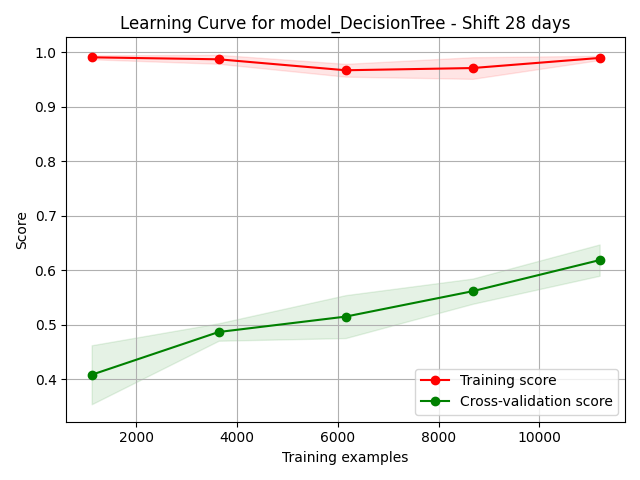 Learning Curve for model_DecisionTree - Shift 28 days
1.0
0.9
0.8
0.7
0.6
0.5
0.4
Score
Training score
Cross-validation score
2000
4000
6000
8000
10000
Training examples